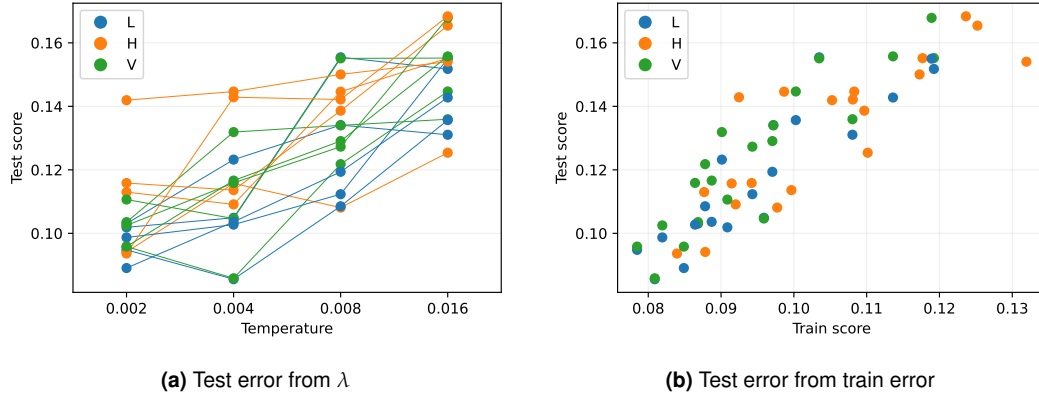 L
H
V
0.16
0.14
0.12
0.10
Test score
0.002
0.004
0.008
0.016
Temperature
(a) Test error from λ
L
H
V
0.16
0.14
0.12
0.10
Test score
0.08
0.09
0.10
0.11
0.12
0.13
Train score
(b) Test error from train error